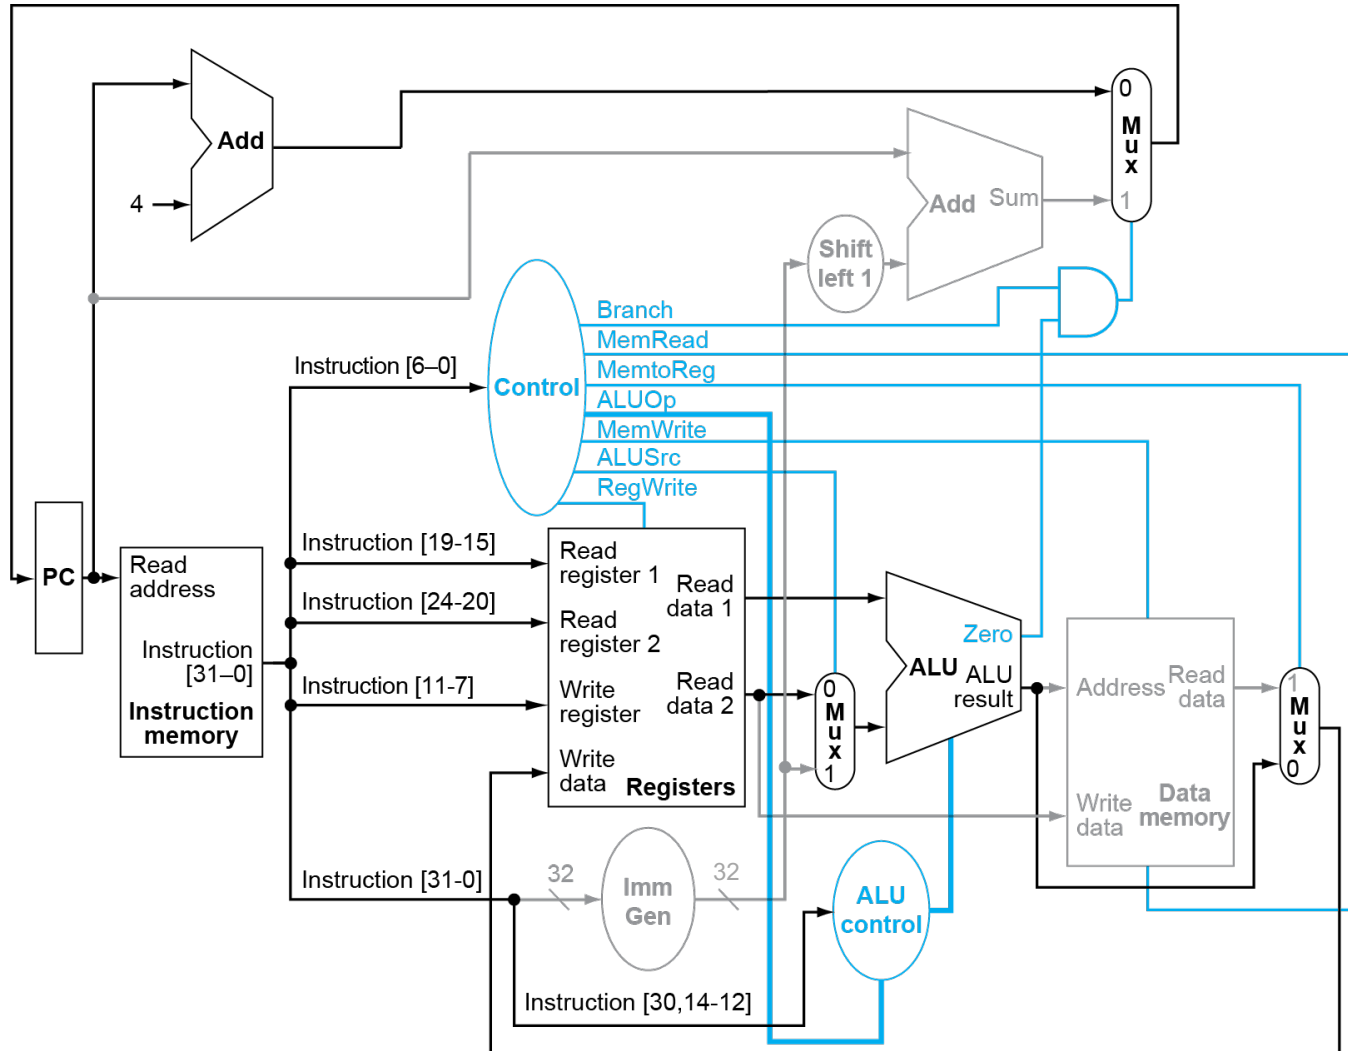 0
M
u
x
1
Add
4
Add
Sum
Shift
left 1
Branch
MemRead
MemtoReg
ALUOp
MemWrite
ALUSrc
RegWrite
Control
Instruction [6–0]
PC
Read
address
Instruction
[31–0]
Instruction
memory
Instruction [19-15]
Instruction [24-20]
Instruction [11-7]
Instruction [31-0]
Read
register 1
Read
register 2
Write
register
Write
data
Read
data 1
Read
data 2
Registers
0
M
u
x
1
Zero
ALU
ALU
result
Address
Read
data
Write
data
Data
memory
1
M
u
x
0
32
Imm
Gen
32
ALU
control
Instruction [30,14-12]